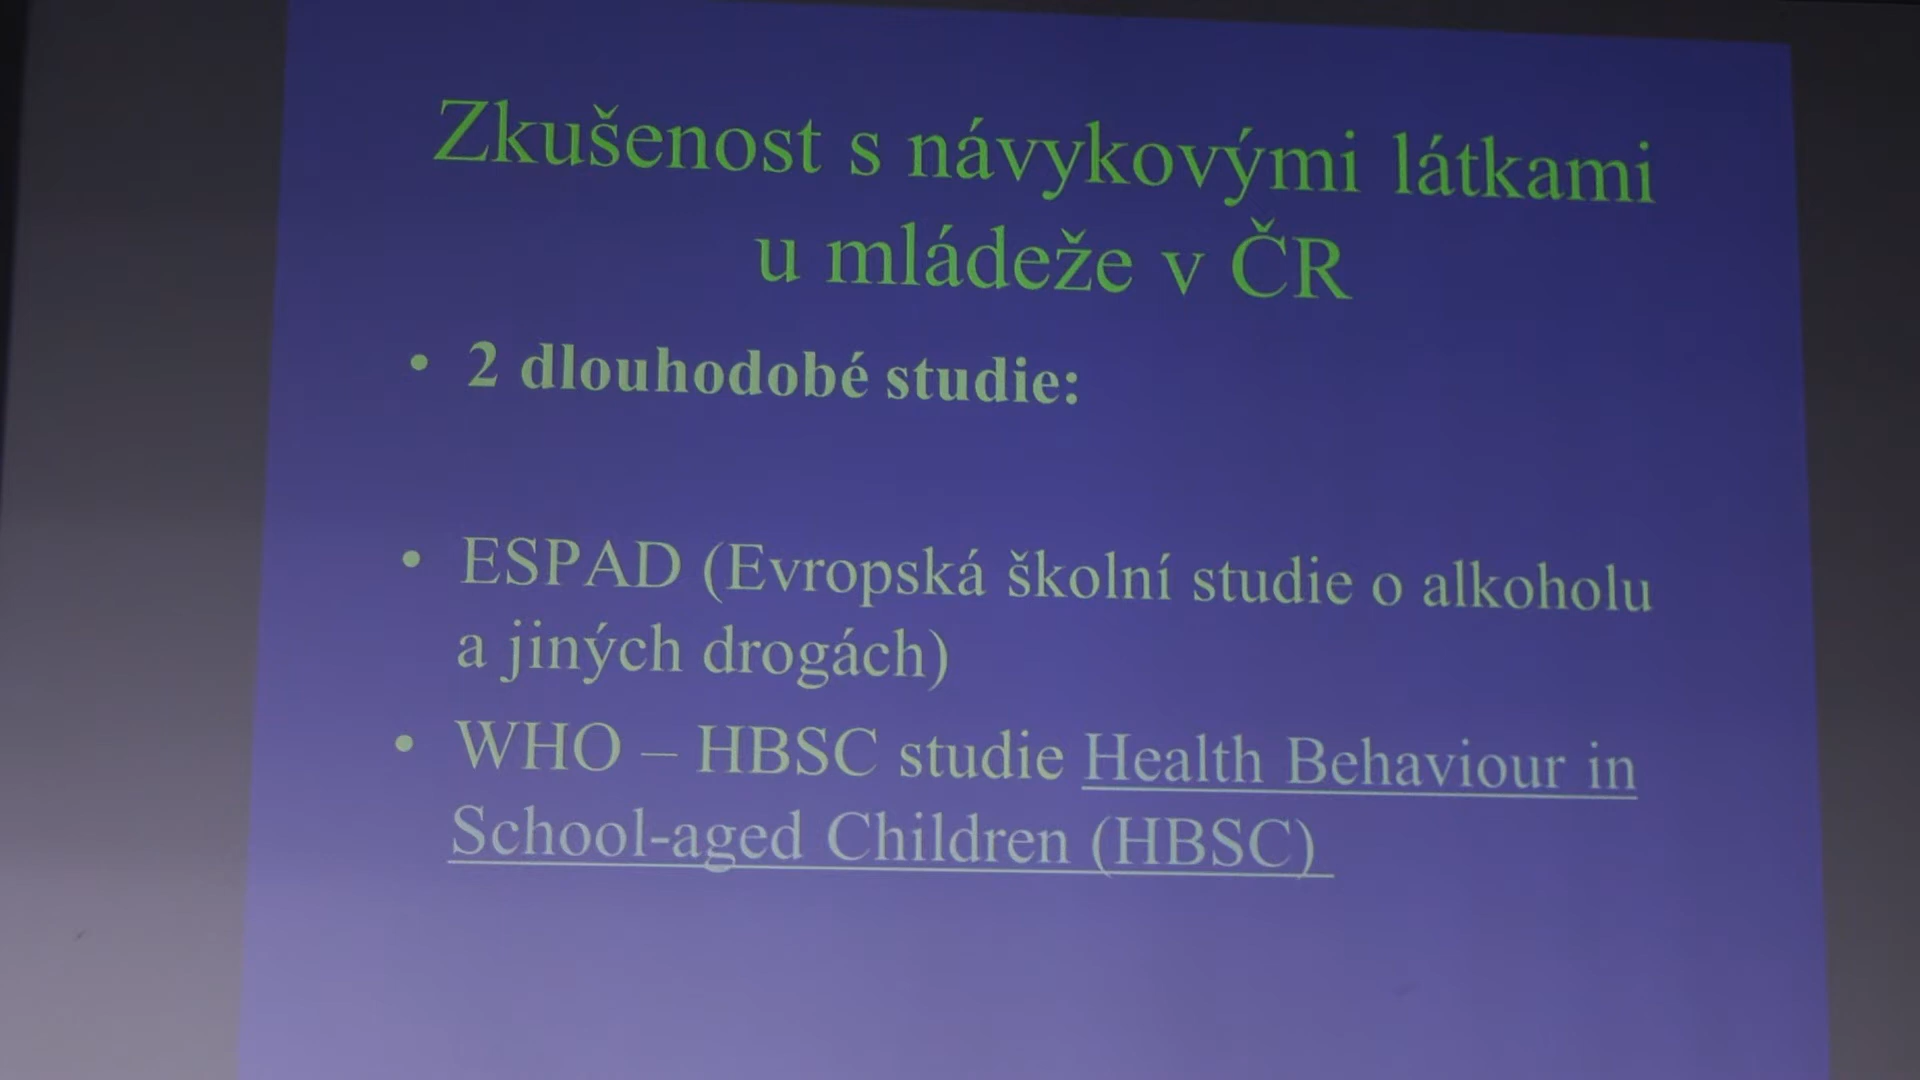 Zkušenost s návykovými látkami
u mládeže v ČR
• 2 dlouhodobé studie:
• ESPAD (Evropská školní studie o alkoholu
a jiných drogách)
• WHO – HBSC studie Health Behaviour in
School-aged Children (HBSC)